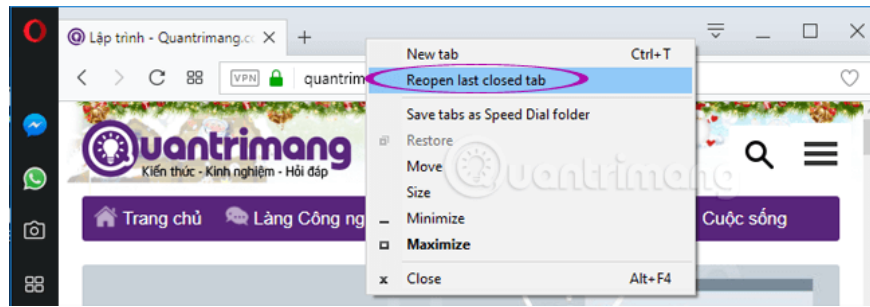 Lập trình - Quantrimang.c
New tab Ctrl+T
VPN quantrim
Reopen last closed tab
Save tabs as Speed Dial folder
Restore
Quantrimang
Kiến thức - Kinh nghiệm - Hỏi đáp
Move
Quantrimang
Size
Trang chủ Làng Công ng
Minimize
Cuộc sống
Maximize
Close Alt+F4